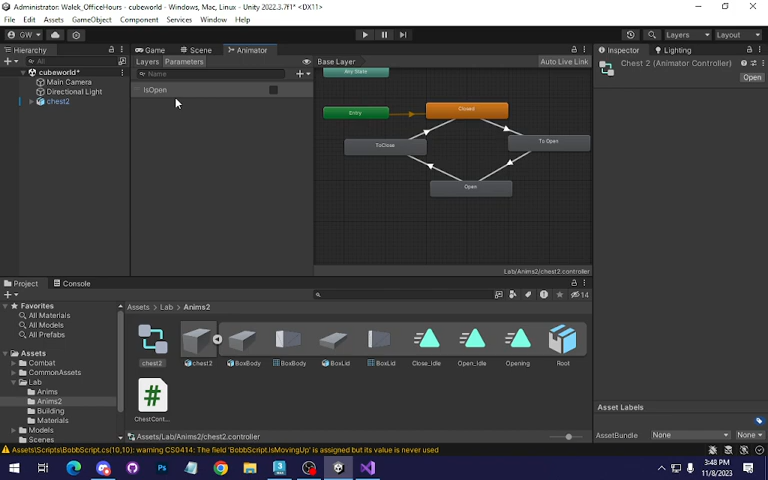 Administraton: Walek_OfficeHours - cubeworld - Windows, Mac, Linux - Unity 2022.3.7f1* <DX11>
File Edit Assets GameObject Component Services Window Help
GW Layers Layout
Hierarchy Game Scene Animator Inspector Lighting
All Layers Parameters Base Layer Auto Live Link Chest 2 (Animator Controller)
cubeworld* Name Any State Open
Main Camera
Directional Light IsOpen
chest2
Entry Closed
ToClose To Open
Open
Lab/Anims2/chest2.controller
Project Console
14
Favorites Assets > Lab > Anims2
All Materials
All Models
All Prefabs
Assets
Combat chest2 chest2 BoxBody BoxBody BoxLid BoxLid Close_Idle Open_Idle Opening Root
CommonAssets
Lab
Anims
Anims2
Building Asset Labels
Materials
Models ChestCont...
Scenes Assets/Lab/Anims2/chest2.controller AssetBundle None None
Assets\Scripts\BobbScript.cs(10,10): warning CS0414: The field 'BobbScript.IsMovingUp' is assigned but its value is never used
3:48 PM
11/8/2023